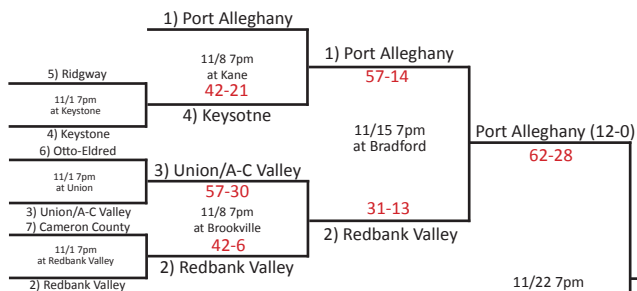 1) Port Alleghany
11/8 7pm
at Kane
42-21
4) Keysotne
5) Ridgway
11/1 7pm
at Keystone
4) Keystone
6) Otto-Eldred
11/1 7pm
at Union
3) Union/A-C Valley
7) Cameron County
11/1 7pm
at Redbank Valley
2) Redbank Valley
3) Union/A-C Valley
57-30
11/8 7pm
at Brookville
42-6
2) Redbank Valley
1) Port Alleghany
57-14
11/15 7pm
at Bradford
31-13
2) Redbank Valley
Port Alleghany (12-0)
62-28
11/22 7pm